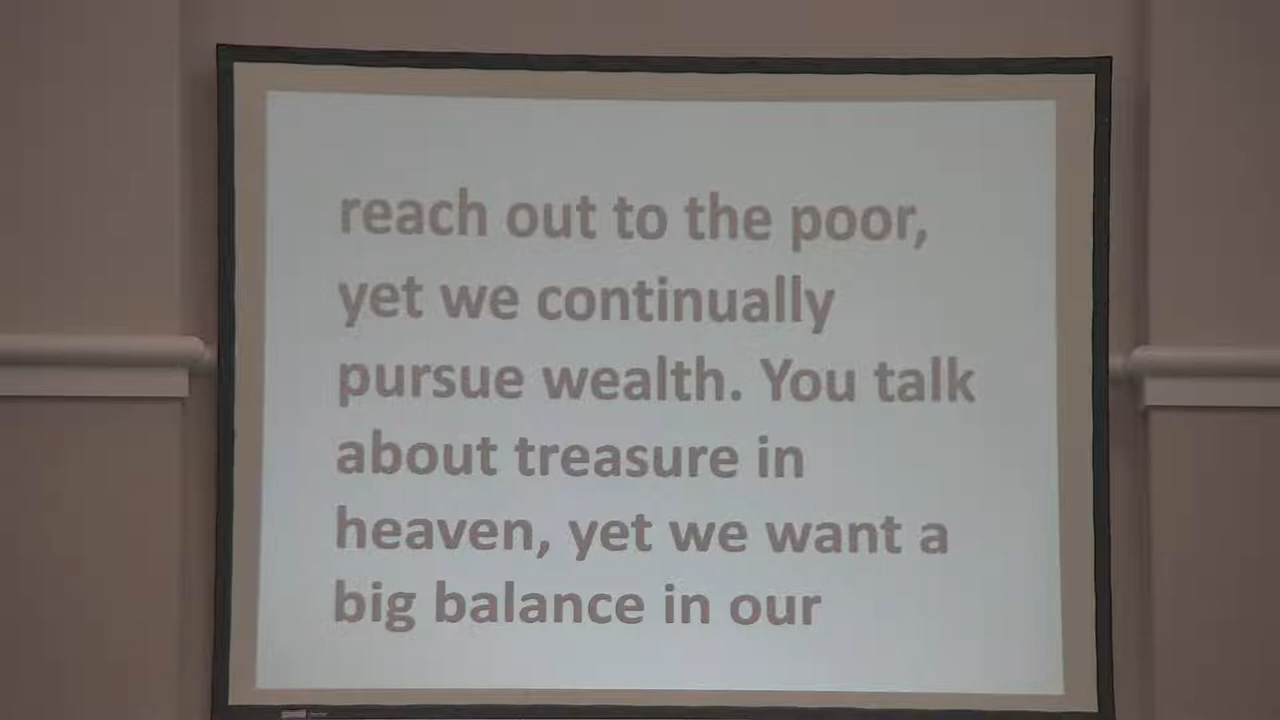 reach out to the poor,
yet we continually
pursue wealth. You talk
about treasure in
heaven, yet we want a
big balance in our